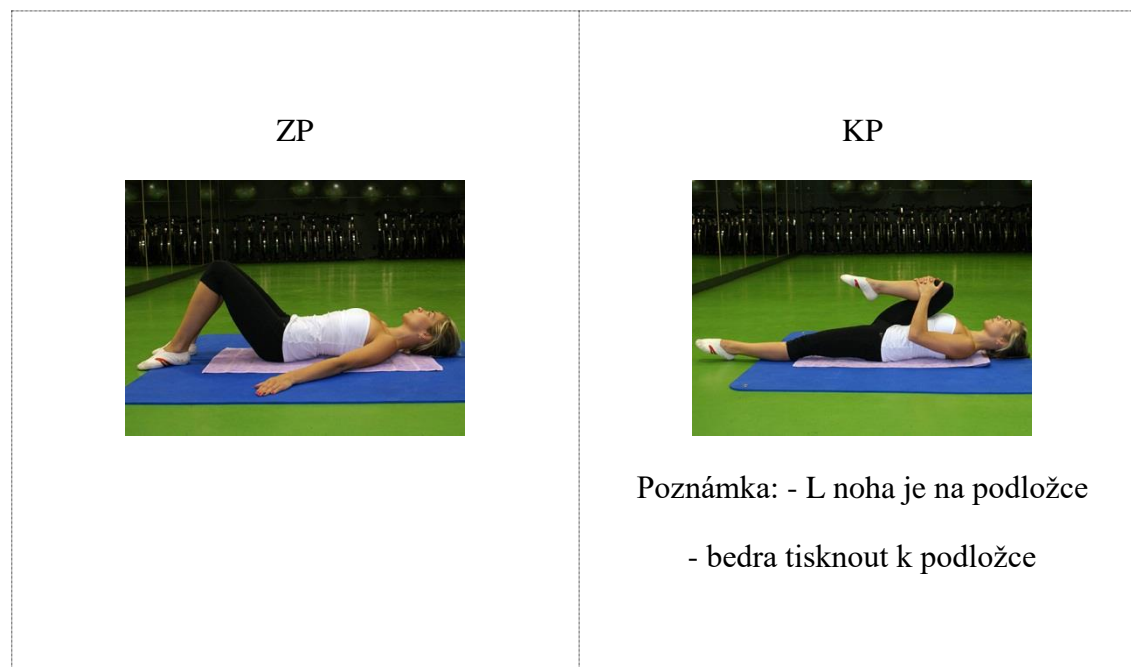 ZP
KP
Poznámka: - L noha je na podložce
- bedra tisknout k podložce